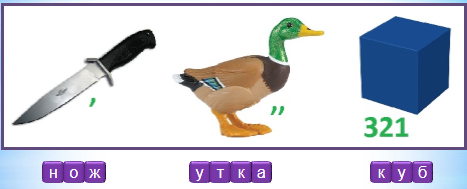 , ,, 321
нож утка куб